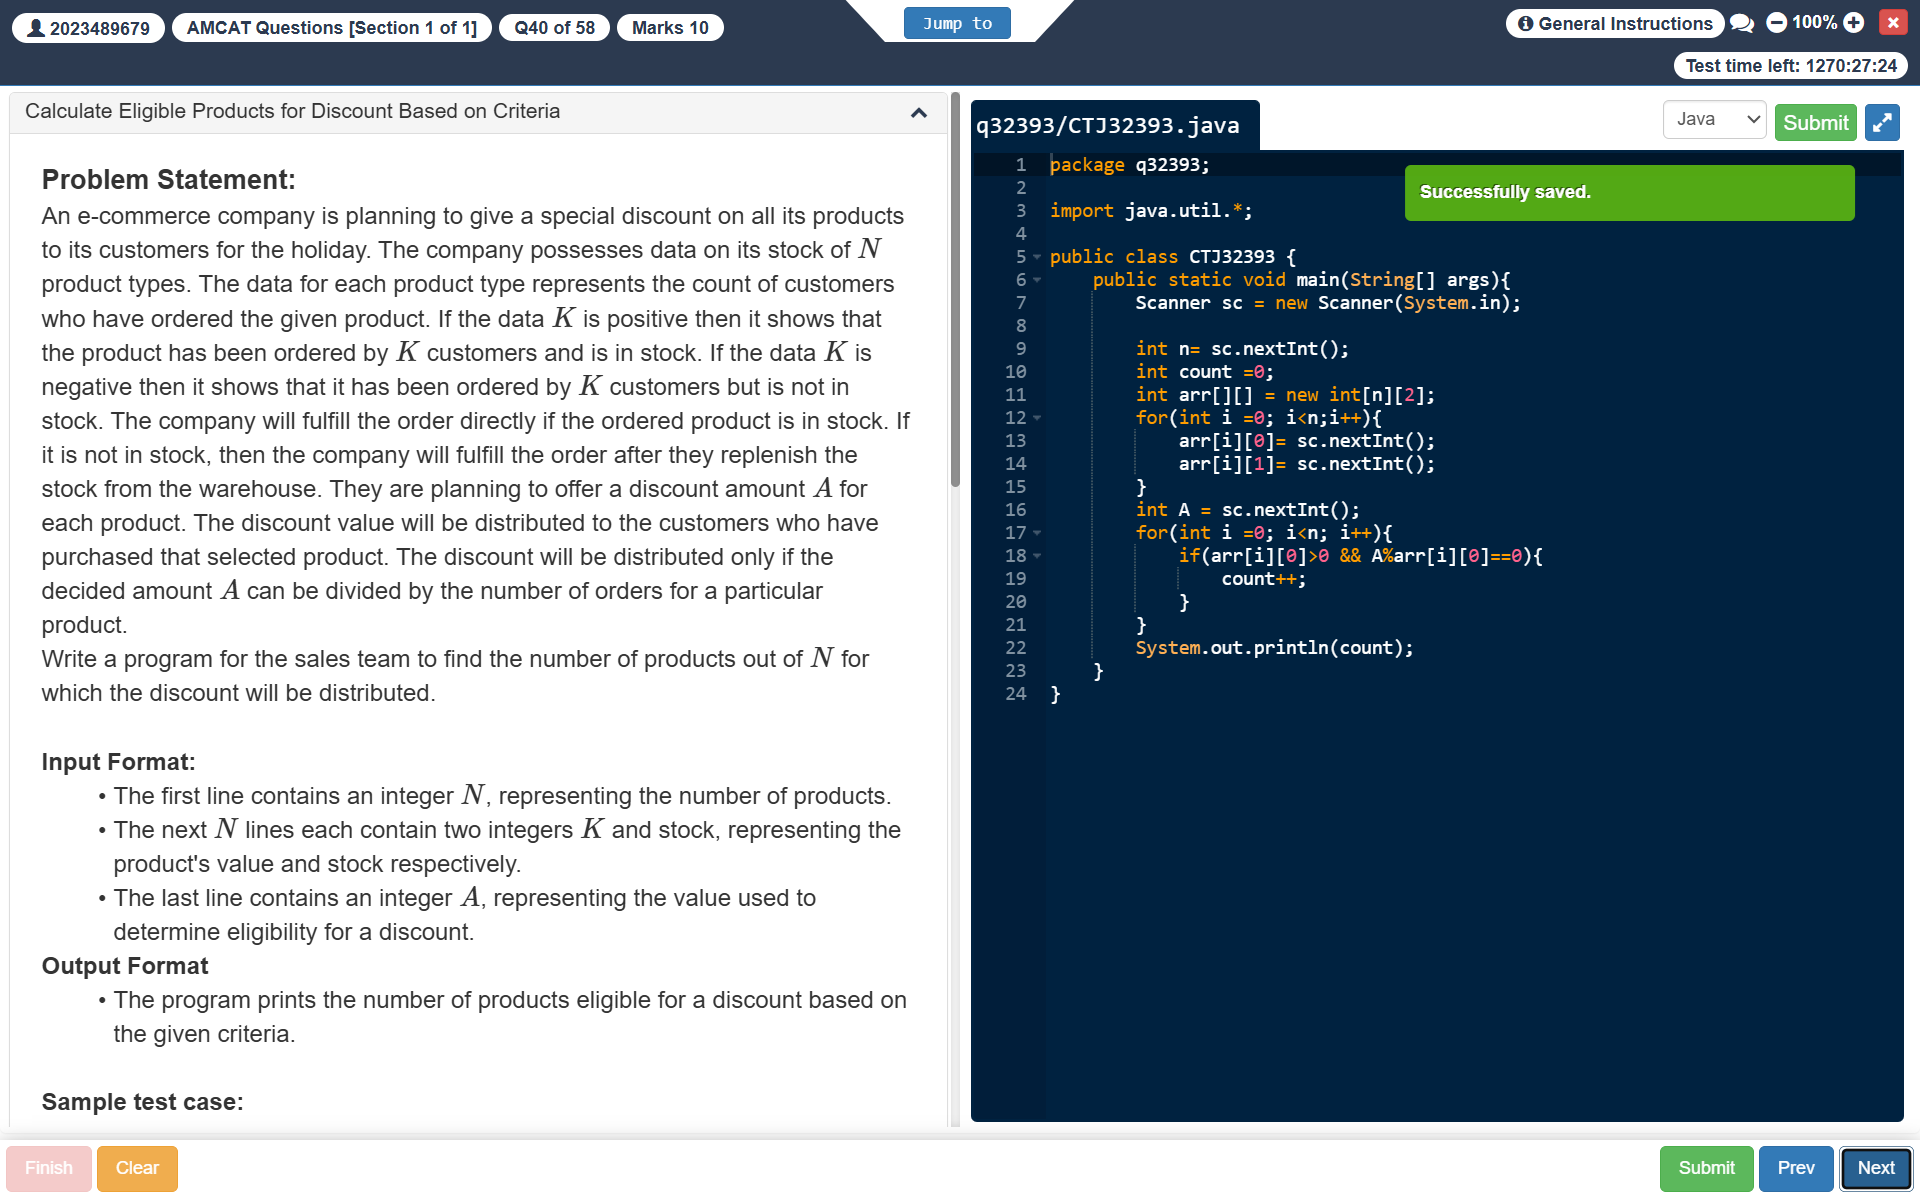 2023489679
AMCAT Questions [Section 1 of 1]
Q40 of 58
Marks 10
Jump to
General Instructions
100%
Test time left: 1270:27:24
Calculate Eligible Products for Discount Based on Criteria
Problem Statement:
An e-commerce company is planning to give a special discount on all its products
to its customers for the holiday. The company possesses data on its stock of N
product types. The data for each product type represents the count of customers
who have ordered the given product. If the data K is positive then it shows that
the product has been ordered by K customers and is in stock. If the data K is
negative then it shows that it has been ordered by K customers but is not in
stock. The company will fulfill the order directly if the ordered product is in stock. If
it is not in stock, then the company will fulfill the order after they replenish the
stock from the warehouse. They are planning to offer a discount amount A for
each product. The discount value will be distributed to the customers who have
purchased that selected product. The discount will be distributed only if the
decided amount A can be divided by the number of orders for a particular
product.
Write a program for the sales team to find the number of products out of N for
which the discount will be distributed.
Input Format:
• The first line contains an integer N, representing the number of products.
• The next N lines each contain two integers K and stock, representing the
product's value and stock respectively.
• The last line contains an integer A, representing the value used to
determine eligibility for a discount.
Output Format
• The program prints the number of products eligible for a discount based on
the given criteria.
Sample test case:
q32393/CTJ32393.java
Java
Submit
Successfully saved.
1 package q32393;
2
3 import java.util.*;
4
5 public class CTJ32393 {
6 public static void main(String[] args){
7 Scanner sc = new Scanner(System.in);
8
9 int n= sc.nextInt();
10 int count =0;
11 int arr[][] = new int[n][2];
12 for(int i =0; i<n;i++){
13 arr[i][0]= sc.nextInt();
14 arr[i][1]= sc.nextInt();
15 }
16 int A = sc.nextInt();
17 for(int i =0; i<n; i++){
18 if(arr[i][0]>0 && A%arr[i][0]==0){
19 count++;
20 }
21 }
22 System.out.println(count);
23 }
24 }
Finish
Clear
Submit
Prev
Next